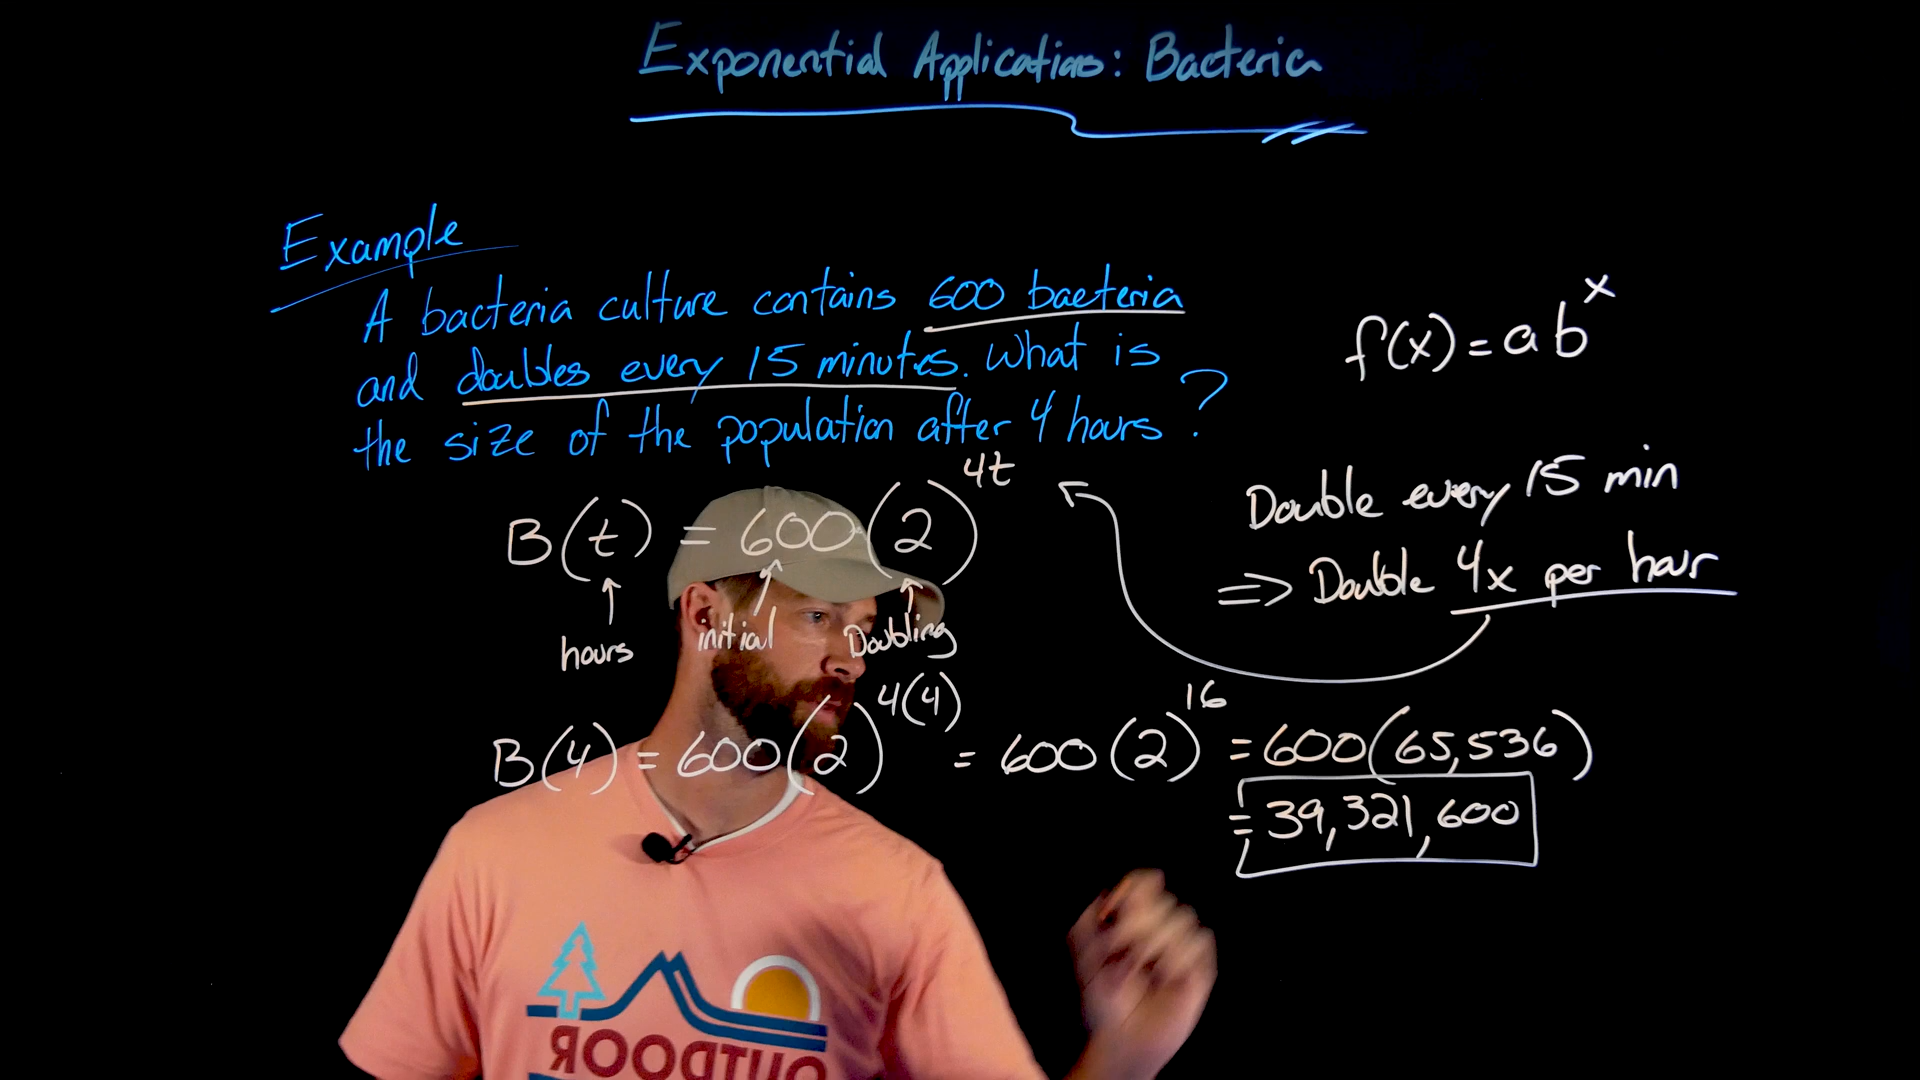 Exponential Applications: Bacteria
Example
A bacteria culture contains 600 bacteria
and doubles every 15 minutes. What is
the size of the population after 4 hours ?
f(x) = ab^x
Double every 15 min
⇒ Double 4x per hour
B(t) = 600(2)^4t
hours initial Doubling
B(4) = 600(2)^4(4) = 600(2)^16 = 600(65,536)
= 39,321,600
OUTDOOR